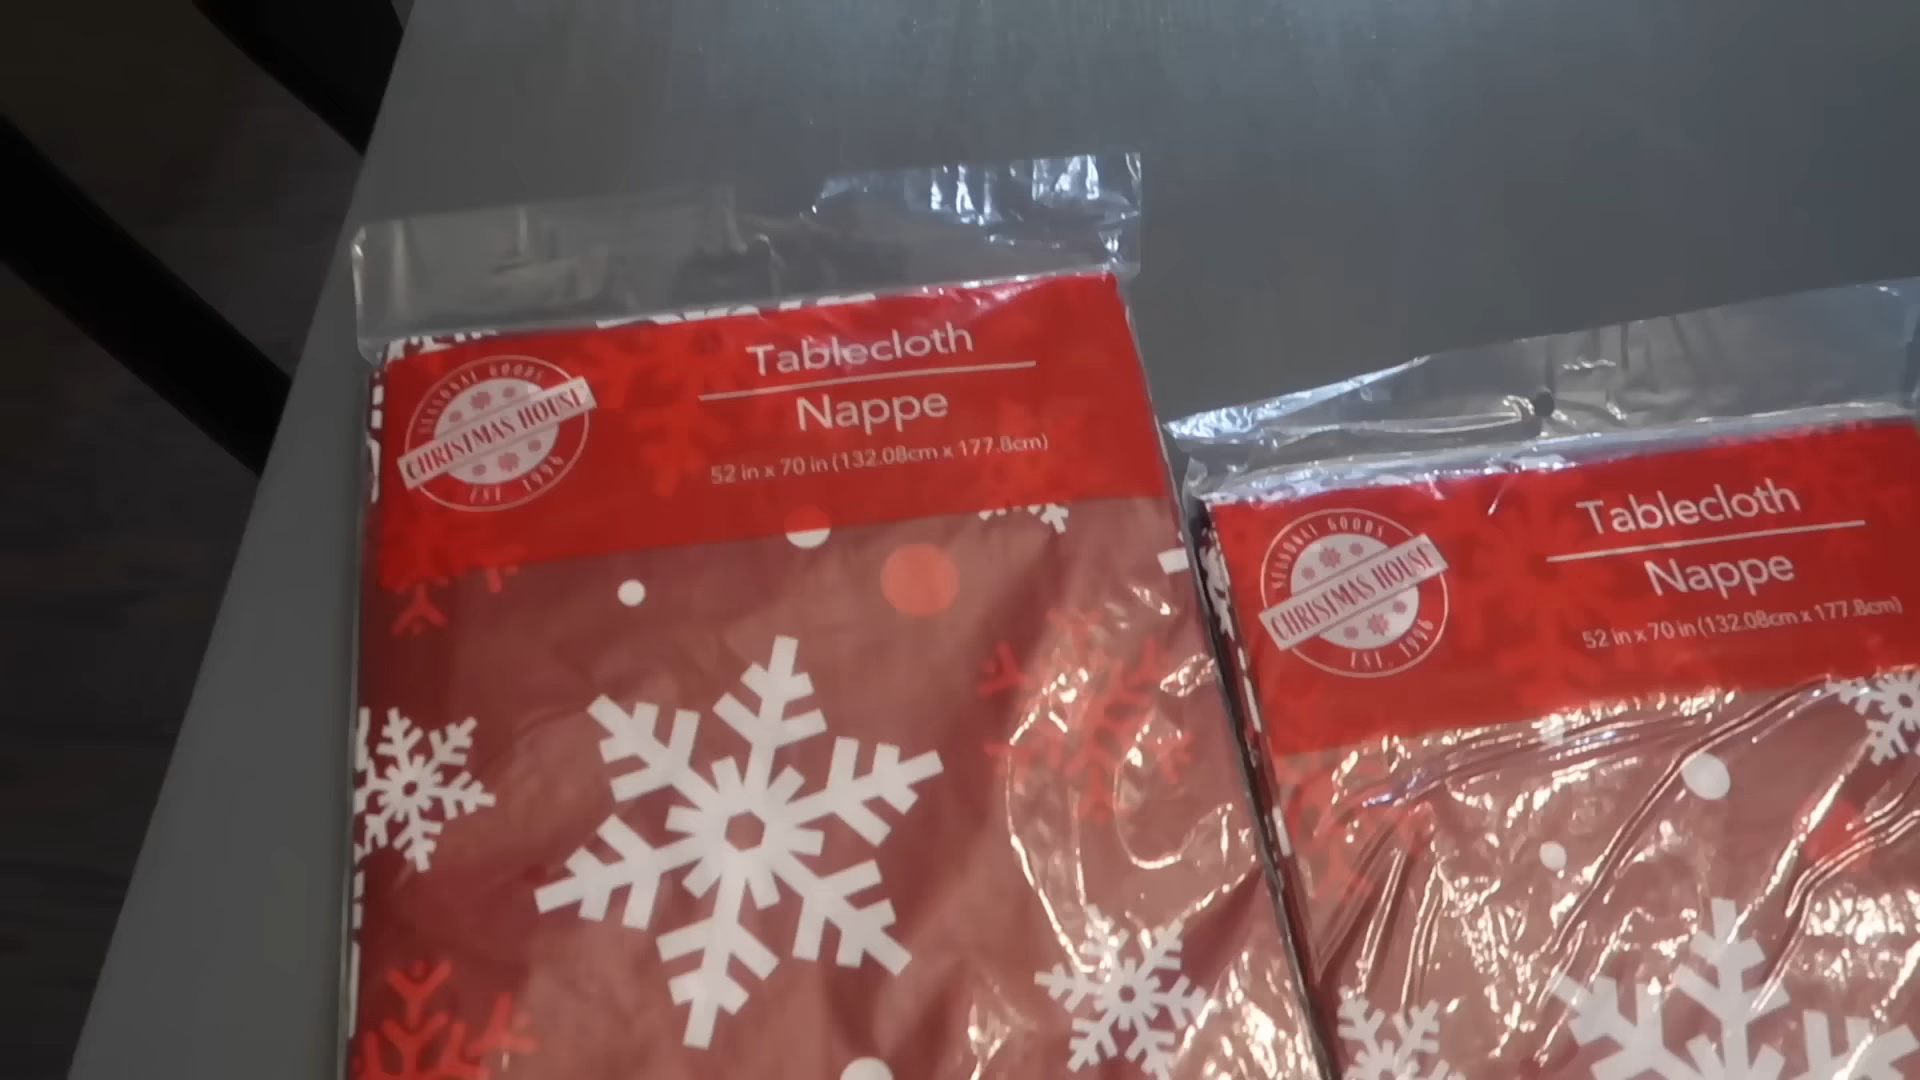 SEASONAL GOODS
CHRISTMAS HOUSE
EST. 1996
Tablecloth
Nappe
52 in x 70 in (132.08cm x 177.8cm)
SEASONAL GOODS
CHRISTMAS HOUSE
EST. 1996
Tablecloth
Nappe
52 in x 70 in (132.08cm x 177.8cm)